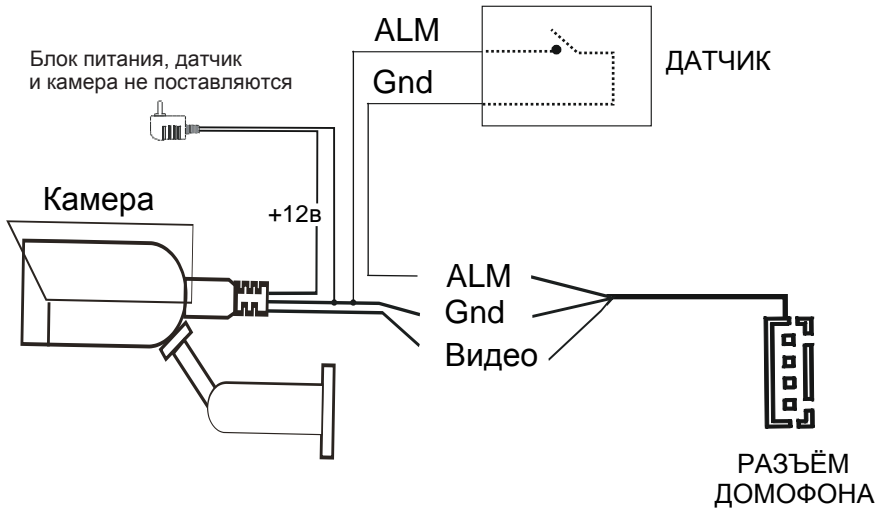 ALM
Блок питания, датчик
и камера не поставляются
Gnd
ДАТЧИК
Камера
+12в
ALM
Gnd
Видео
РАЗЪЁМ
ДОМОФОНА